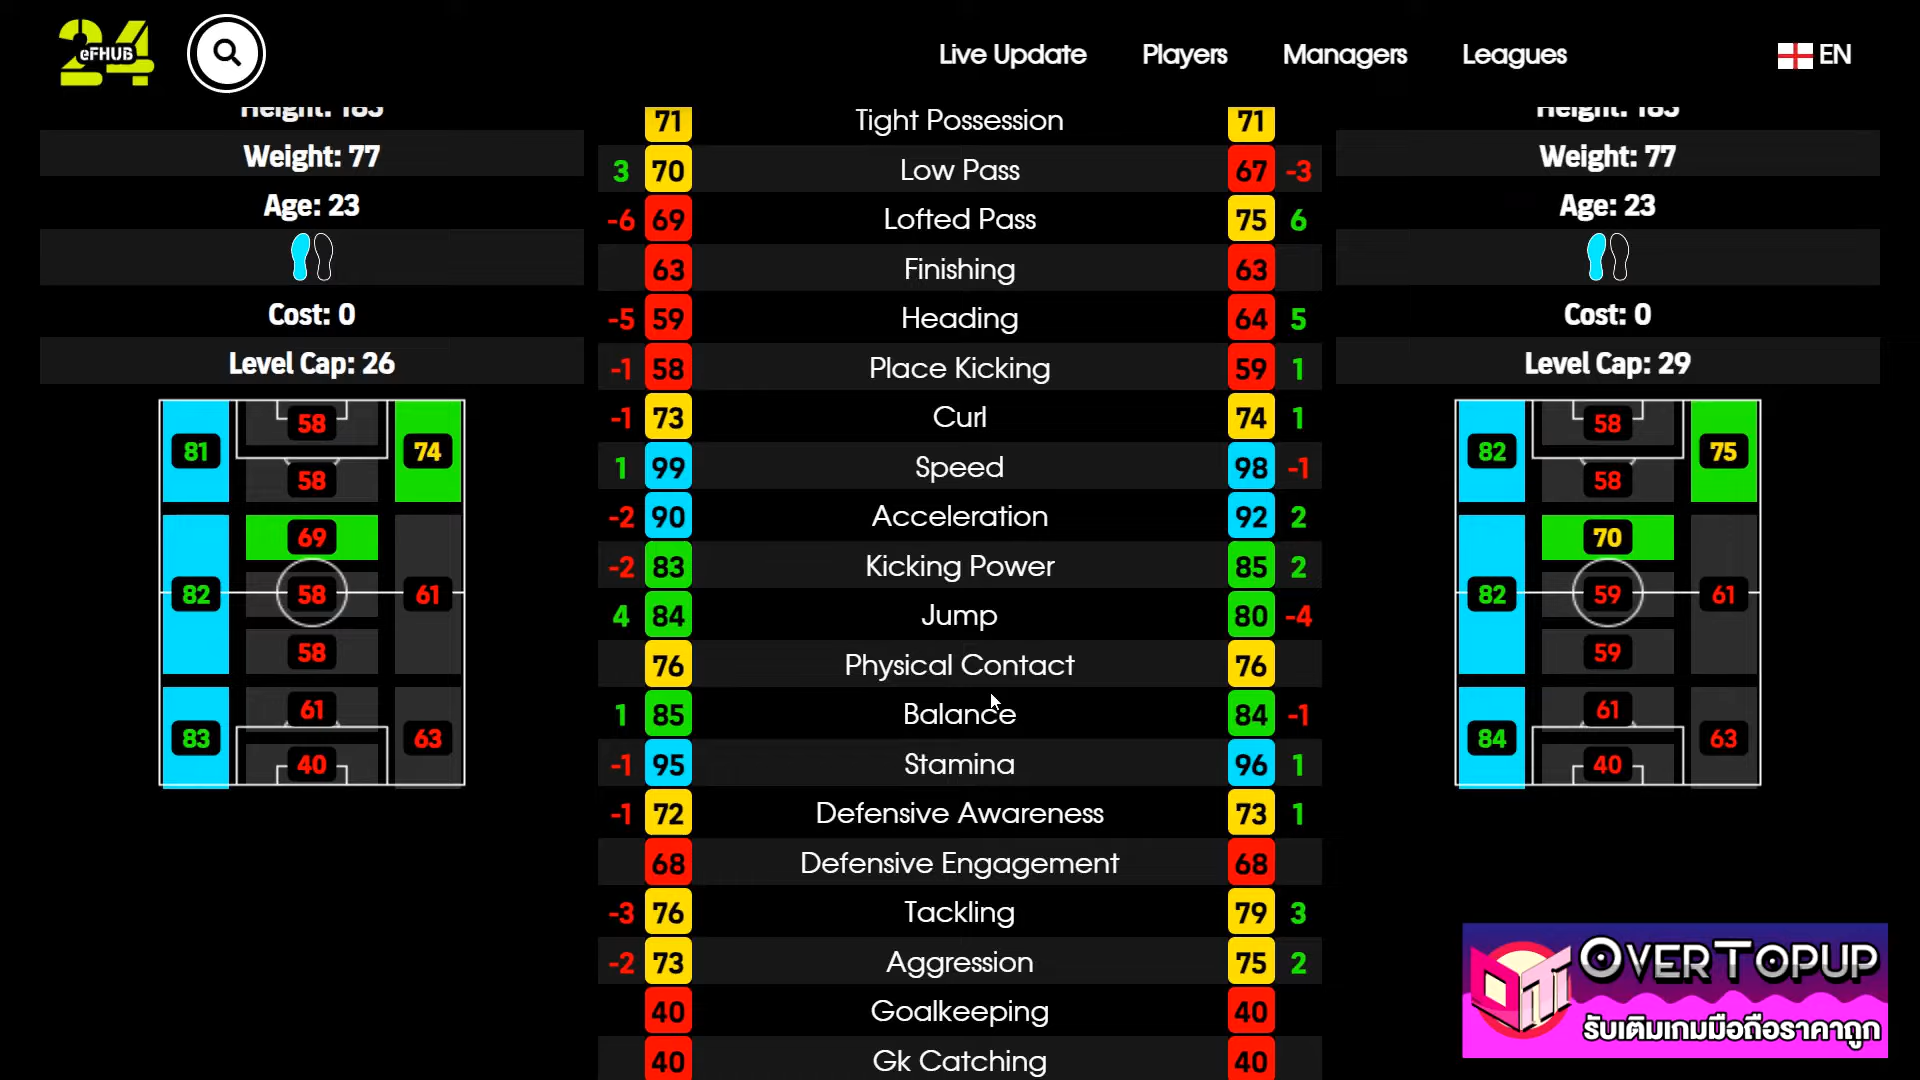 24
eFHUB
Live Update
Players
Managers
Leagues
EN
Height: 183
Weight: 77
Age: 23
Cost: 0
Level Cap: 26
81
58
74
58
69
82
58
61
58
61
83
63
40
71 Tight Possession 71
3 70 Low Pass 67 -3
-6 69 Lofted Pass 75 6
63 Finishing 63
-5 59 Heading 64 5
-1 58 Place Kicking 59 1
-1 73 Curl 74 1
1 99 Speed 98 -1
-2 90 Acceleration 92 2
-2 83 Kicking Power 85 2
4 84 Jump 80 -4
76 Physical Contact 76
1 85 Balance 84 -1
-1 95 Stamina 96 1
-1 72 Defensive Awareness 73 1
68 Defensive Engagement 68
-3 76 Tackling 79 3
-2 73 Aggression 75 2
40 Goalkeeping 40
40 Gk Catching 40
Height: 183
Weight: 77
Age: 23
Cost: 0
Level Cap: 29
82
58
75
58
70
82
59
61
59
61
84
63
40
OTT
OVERTOPUP
รับเติมเกมมือถือราคาถูก